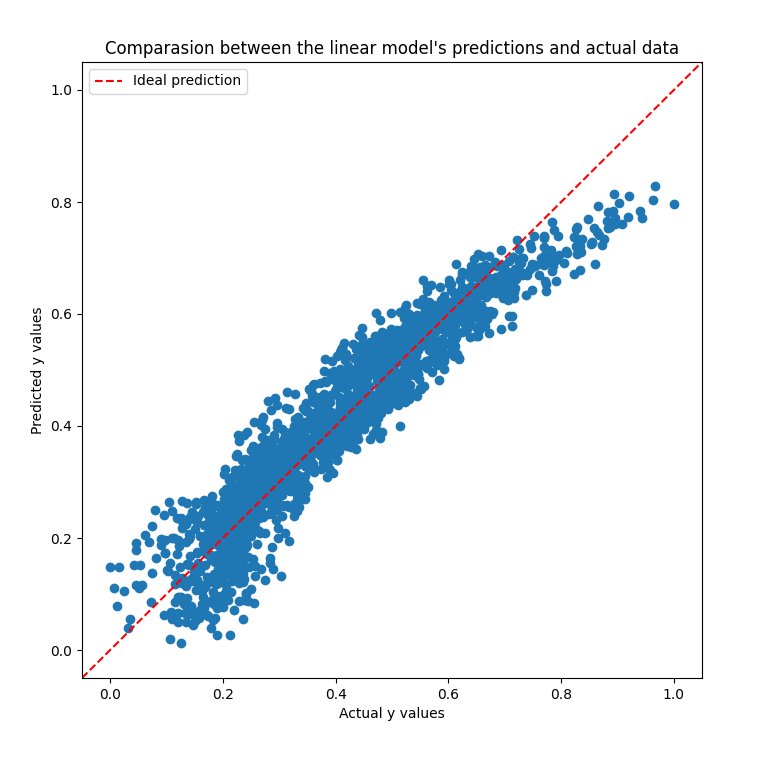 Comparasion between the linear model's predictions and actual data
Ideal prediction
1.0
0.8
0.6
0.4
0.2
0.0
Predicted y values
0.0 0.2 0.4 0.6 0.8 1.0
Actual y values